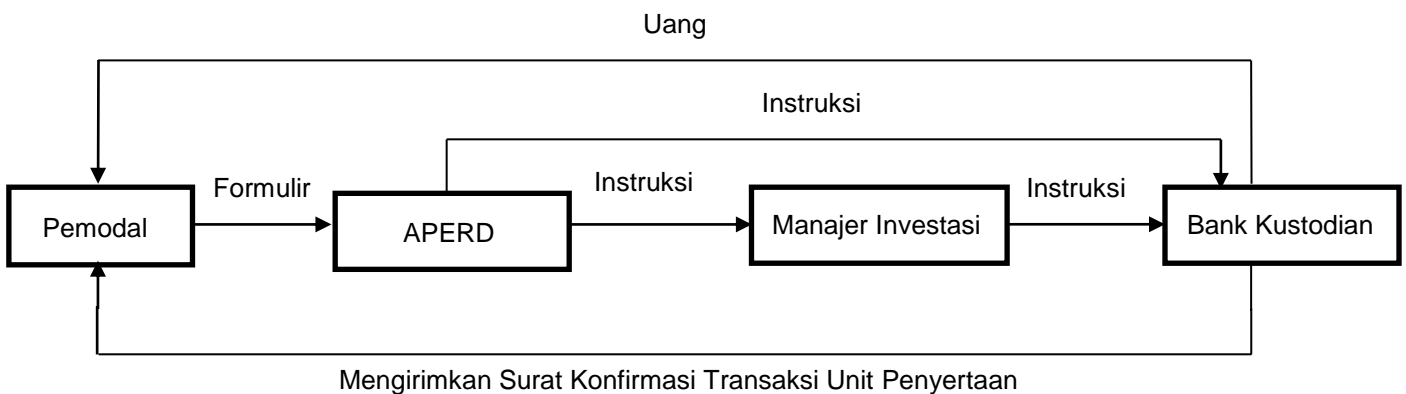 Uang
Instruksi
Formulir
Instruksi
Instruksi
Pemodal
APERD
Manajer Investasi
Bank Kustodian
Mengirimkan Surat Konfirmasi Transaksi Unit Penyertaan